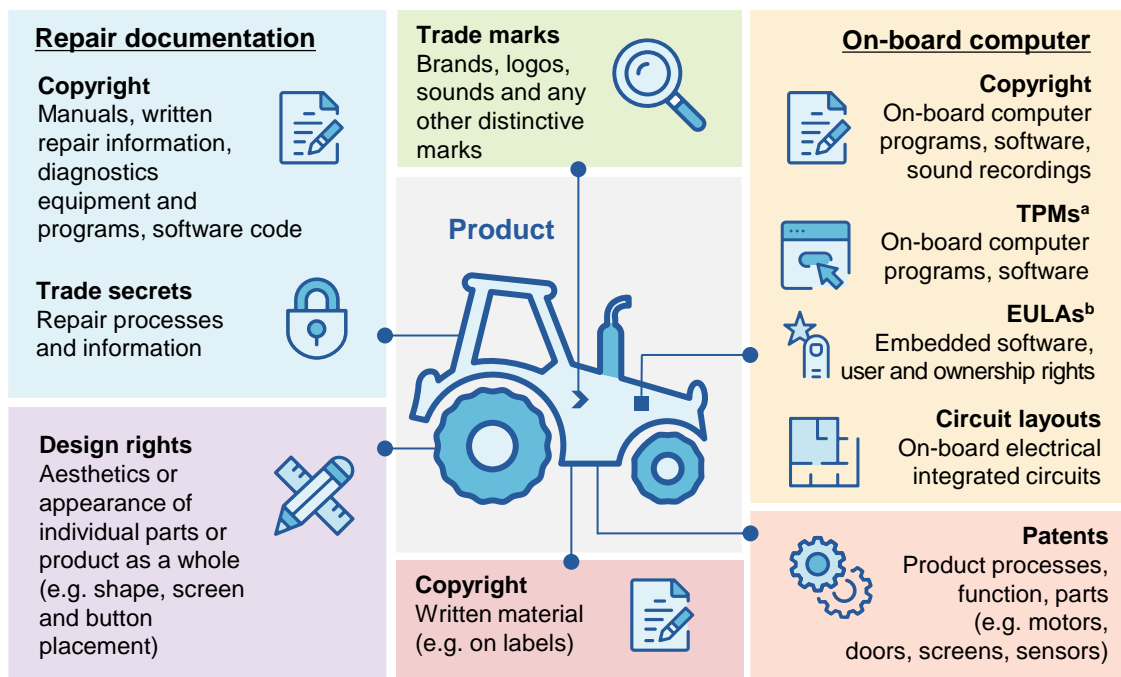 Repair documentation
Copyright
Manuals, written
repair information,
diagnostics
equipment and
programs, software code
Trade secrets
Repair processes
and information
Trade marks
Brands, logos,
sounds and any
other distinctive
marks
Product
On-board computer
Copyright
On-board computer
programs, software,
sound recordings
TPMsᵃ
On-board computer
programs, software
EULAsᵇ
Embedded software,
user and ownership rights
Circuit layouts
On-board electrical
integrated circuits
Design rights
Aesthetics or
appearance of
individual parts or
product as a whole
(e.g. shape, screen
and button
placement)
Copyright
Written material
(e.g. on labels)
Patents
Product processes,
function, parts
(e.g. motors,
doors, screens, sensors)